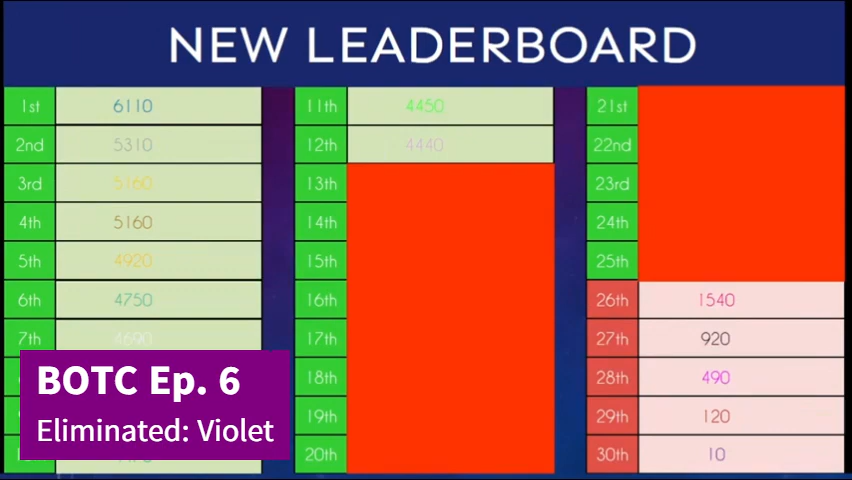 NEW LEADERBOARD
1st 6110
2nd 5310
3rd 5160
4th 5160
5th 4920
6th 4750
7th 4690
11th 4450
12th 4440
13th
14th
15th
16th
17th
18th
19th
20th
21st
22nd
23rd
24th
25th
26th 1540
27th 920
28th 490
29th 120
30th 10
BOTC Ep. 6
Eliminated: Violet